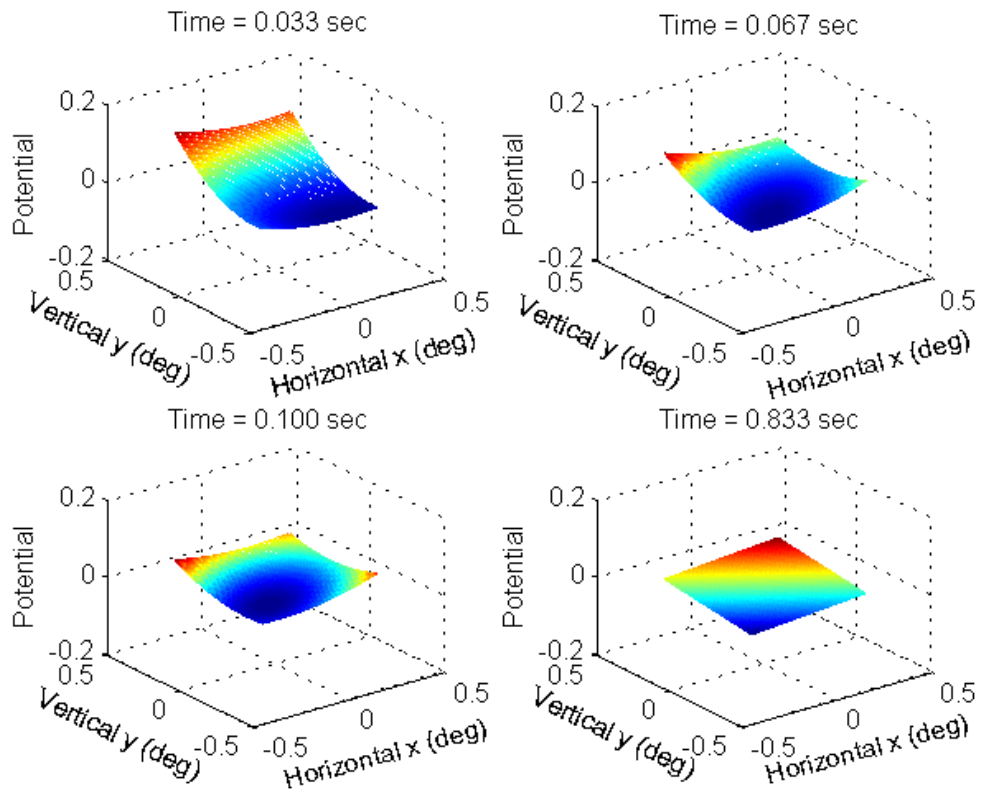 Time = 0.033 sec
0.2
0
-0.2
Potential
0.5
0
-0.5
Vertical y (deg)
-0.5
0
0.5
Horizontal x (deg)
Time = 0.067 sec
0.2
0
-0.2
Potential
0.5
0
-0.5
Vertical y (deg)
-0.5
0
0.5
Horizontal x (deg)
Time = 0.100 sec
0.2
0
-0.2
Potential
0.5
0
-0.5
Vertical y (deg)
-0.5
0
0.5
Horizontal x (deg)
Time = 0.833 sec
0.2
0
-0.2
Potential
0.5
0
-0.5
Vertical y (deg)
-0.5
0
0.5
Horizontal x (deg)